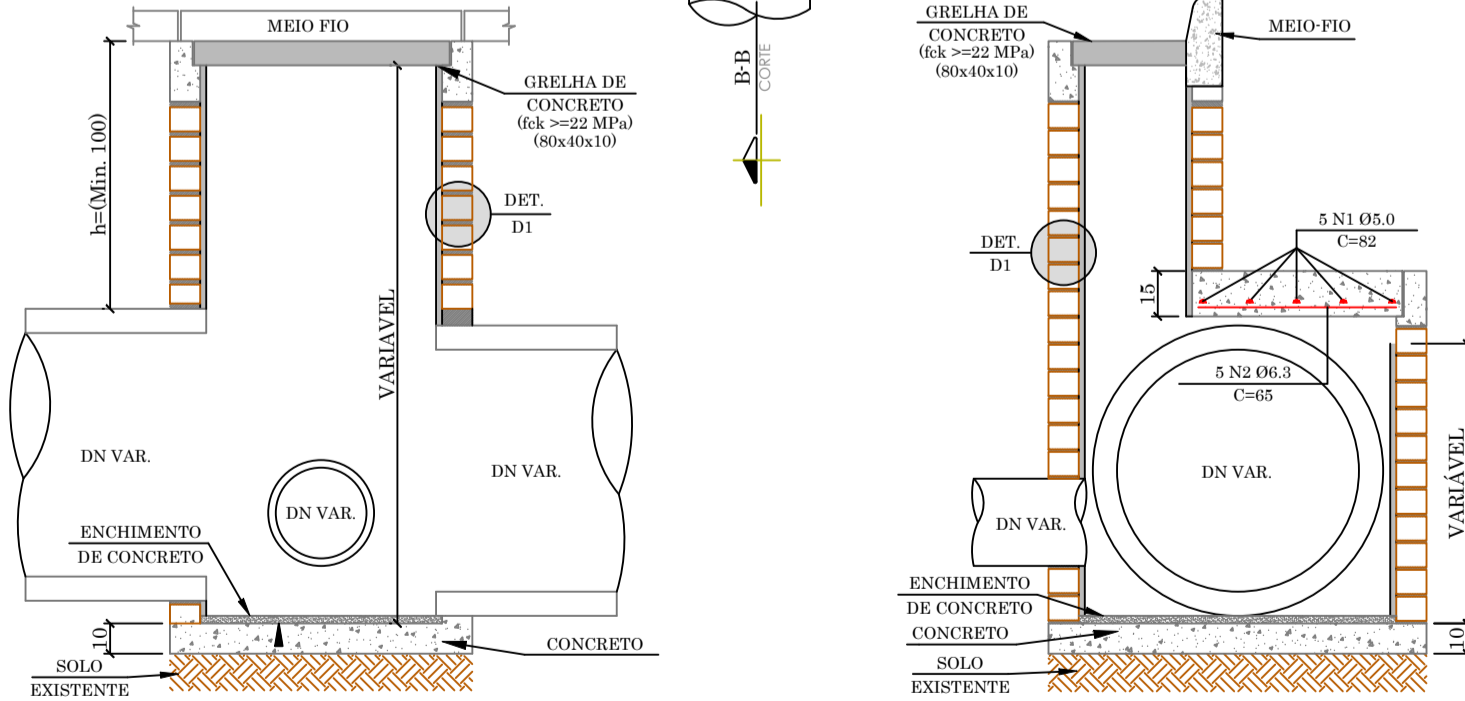 MEIO FIO
h=(Min. 100)
GRELHA DE
CONCRETO
(fck >=22 MPa)
(80x40x10)
DET.
D1
VARIAVEL
DN VAR.
DN VAR.
DN VAR.
ENCHIMENTO
DE CONCRETO
10
CONCRETO
SOLO
EXISTENTE
B-B
CORTE
GRELHA DE
CONCRETO
(fck >=22 MPa)
(80x40x10)
MEIO-FIO
DET.
D1
5 N1 Ø5.0
C=82
15
5 N2 Ø6.3
C=65
DN VAR.
DN VAR.
VARIÁVEL
ENCHIMENTO
DE CONCRETO
CONCRETO
10
SOLO
EXISTENTE